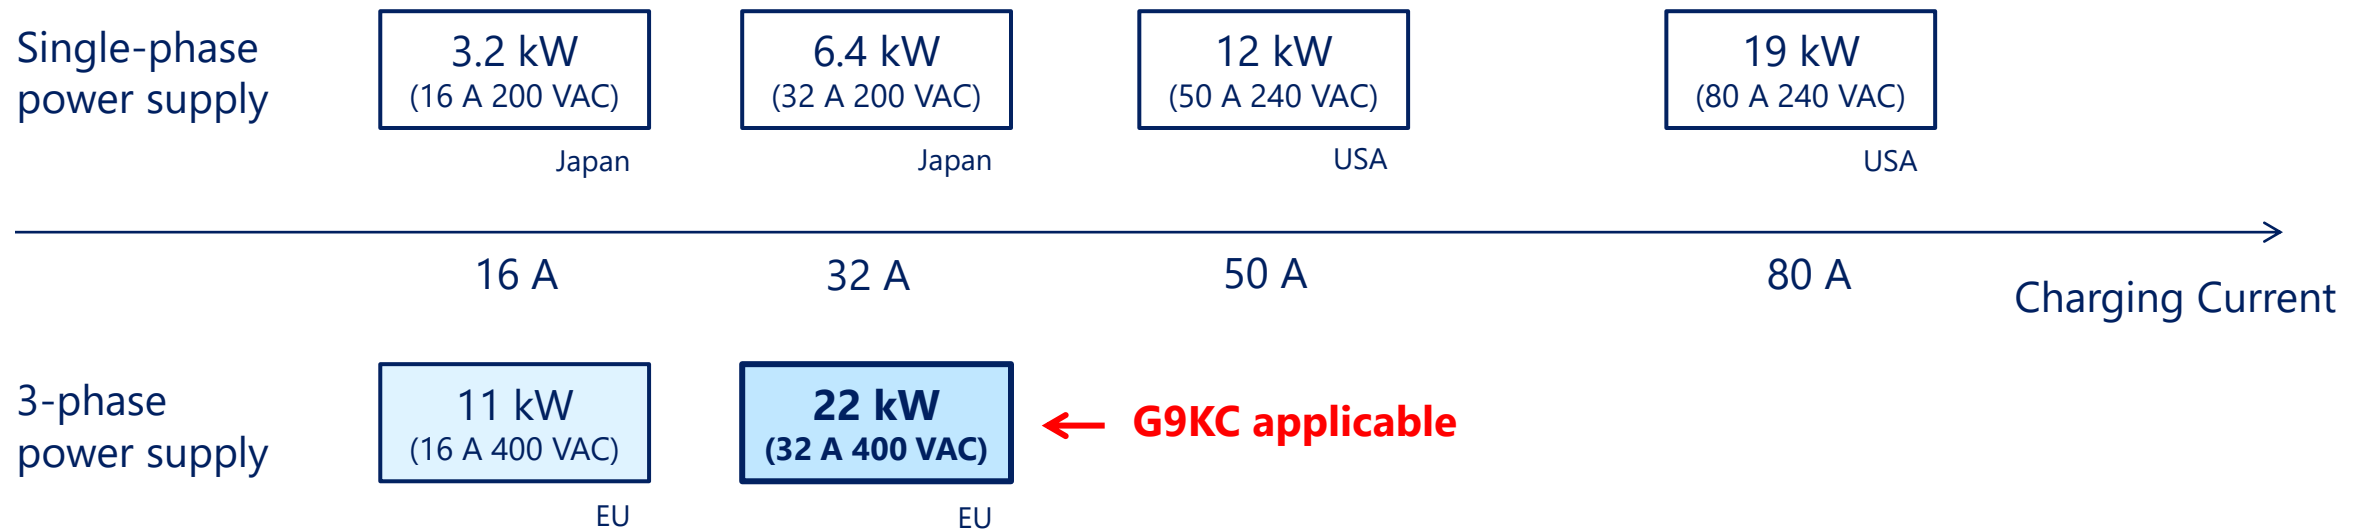 Single-phase
power supply
3.2 kW
(16 A 200 VAC)
Japan
6.4 kW
(32 A 200 VAC)
Japan
12 kW
(50 A 240 VAC)
USA
19 kW
(80 A 240 VAC)
USA
16 A
32 A
50 A
80 A
Charging Current
3-phase
power supply
11 kW
(16 A 400 VAC)
EU
22 kW
(32 A 400 VAC)
EU
G9KC applicable